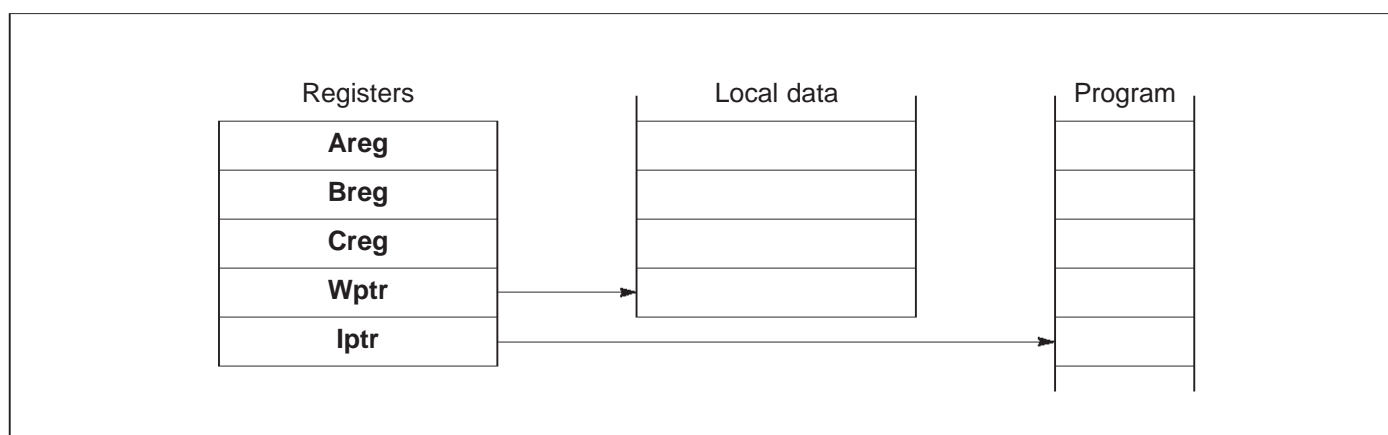 Registers
Local data
Program
Areg
Breg
Creg
Wptr
Iptr